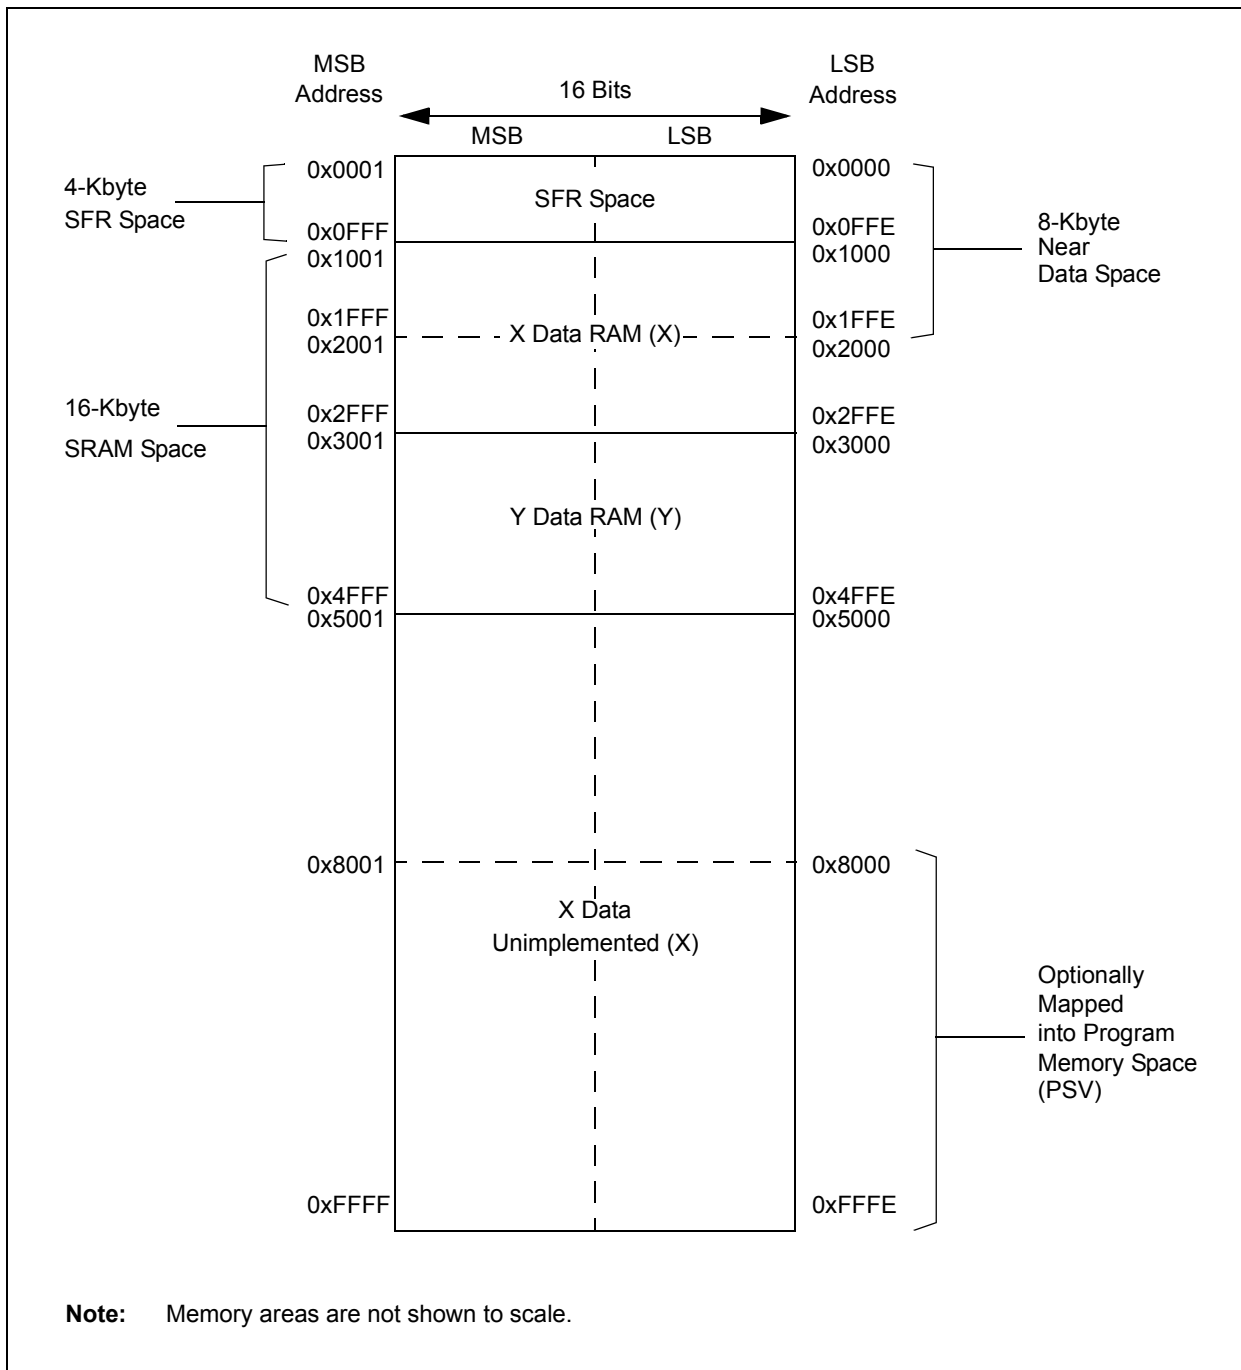 MSB
Address
LSB
Address
16 Bits
MSB
LSB
0x0001
0x0000
4-Kbyte
SFR Space
SFR Space
0x0FFF
0x0FFE
0x1001
0x1000
8-Kbyte
Near
Data Space
0x1FFF
0x1FFE
X Data RAM (X)
0x2001
0x2000
16-Kbyte
SRAM Space
0x2FFF
0x2FFE
0x3001
0x3000
Y Data RAM (Y)
0x4FFF
0x4FFE
0x5001
0x5000
0x8001
0x8000
X Data
Unimplemented (X)
Optionally
Mapped
into Program
Memory Space
(PSV)
0xFFFF
0xFFFE
Note: Memory areas are not shown to scale.